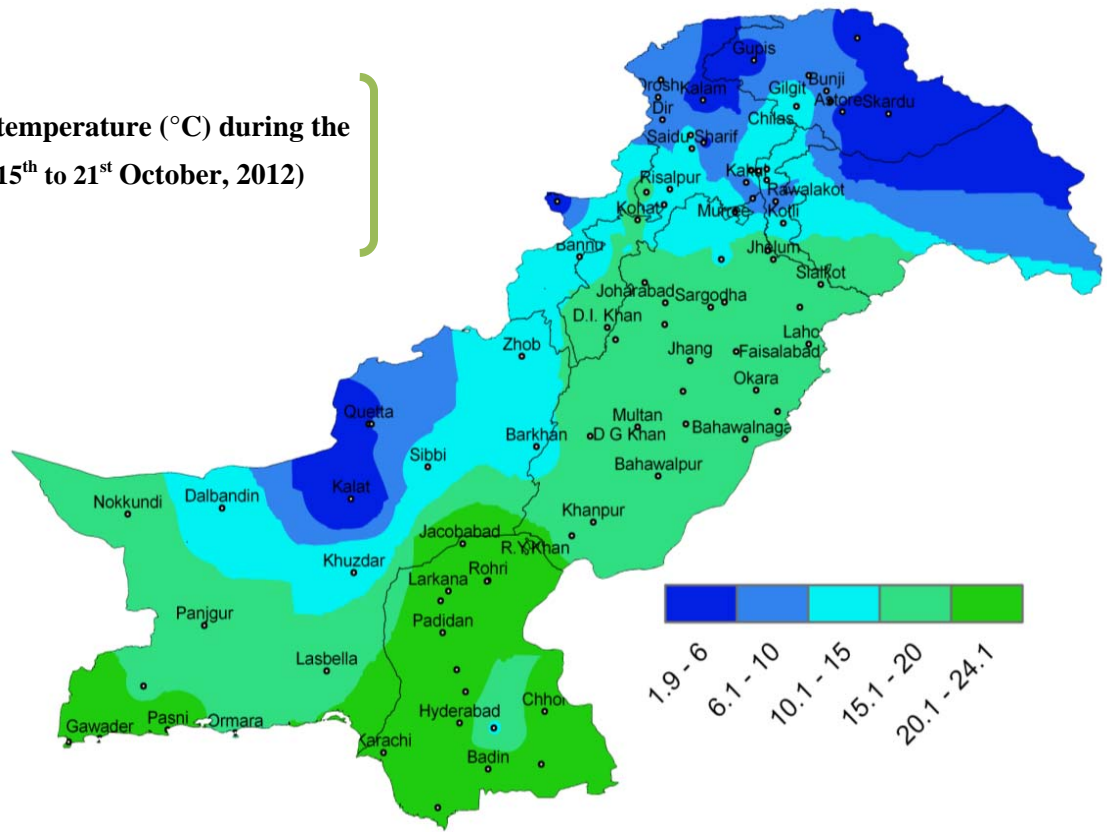 temperature (°C) during the
15th to 21st October, 2012)
Gupis
Bunji
Gilgit
Kalam
Dir
Astore
Skardu
Chilas
Saidu Sharif
Risalpur
Rawalakot
Kohat
Murree
Kotli
Bannu
Jhelum
Sialkot
Joharabad
Sargodha
D.I. Khan
Laho
Zhob
Jhang
Faisalabad
Okara
Quetta
Multan
Bahawalnaga
Barkhan
D G Khan
Sibbi
Bahawalpur
Kalat
Dalbandin
Nokkundi
Khanpur
Jacobabad
R.Y.Khan
Khuzdar
Rohri
Larkana
Panjgur
Padidan
Lasbella
Chhor
Hyderabad
Pasni
Ormara
Gawader
Karachi
Badin
1.9 - 6
6.1 - 10
10.1 - 15
15.1 - 20
20.1 - 24.1